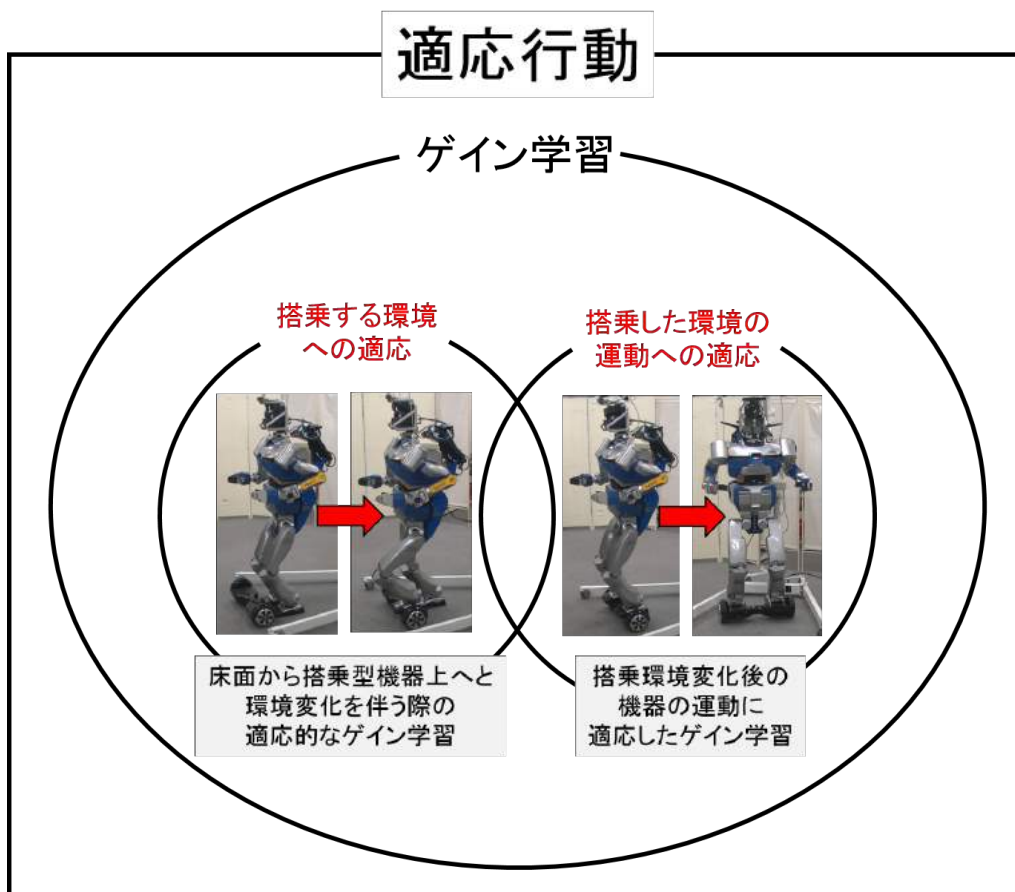 適応行動
ゲイン学習
搭乗する環境
への適応
搭乗した環境の
運動への適応
床面から搭乗型機器上へと
環境変化を伴う際の
適応的なゲイン学習
搭乗環境変化後の
機器の運動に
適応したゲイン学習